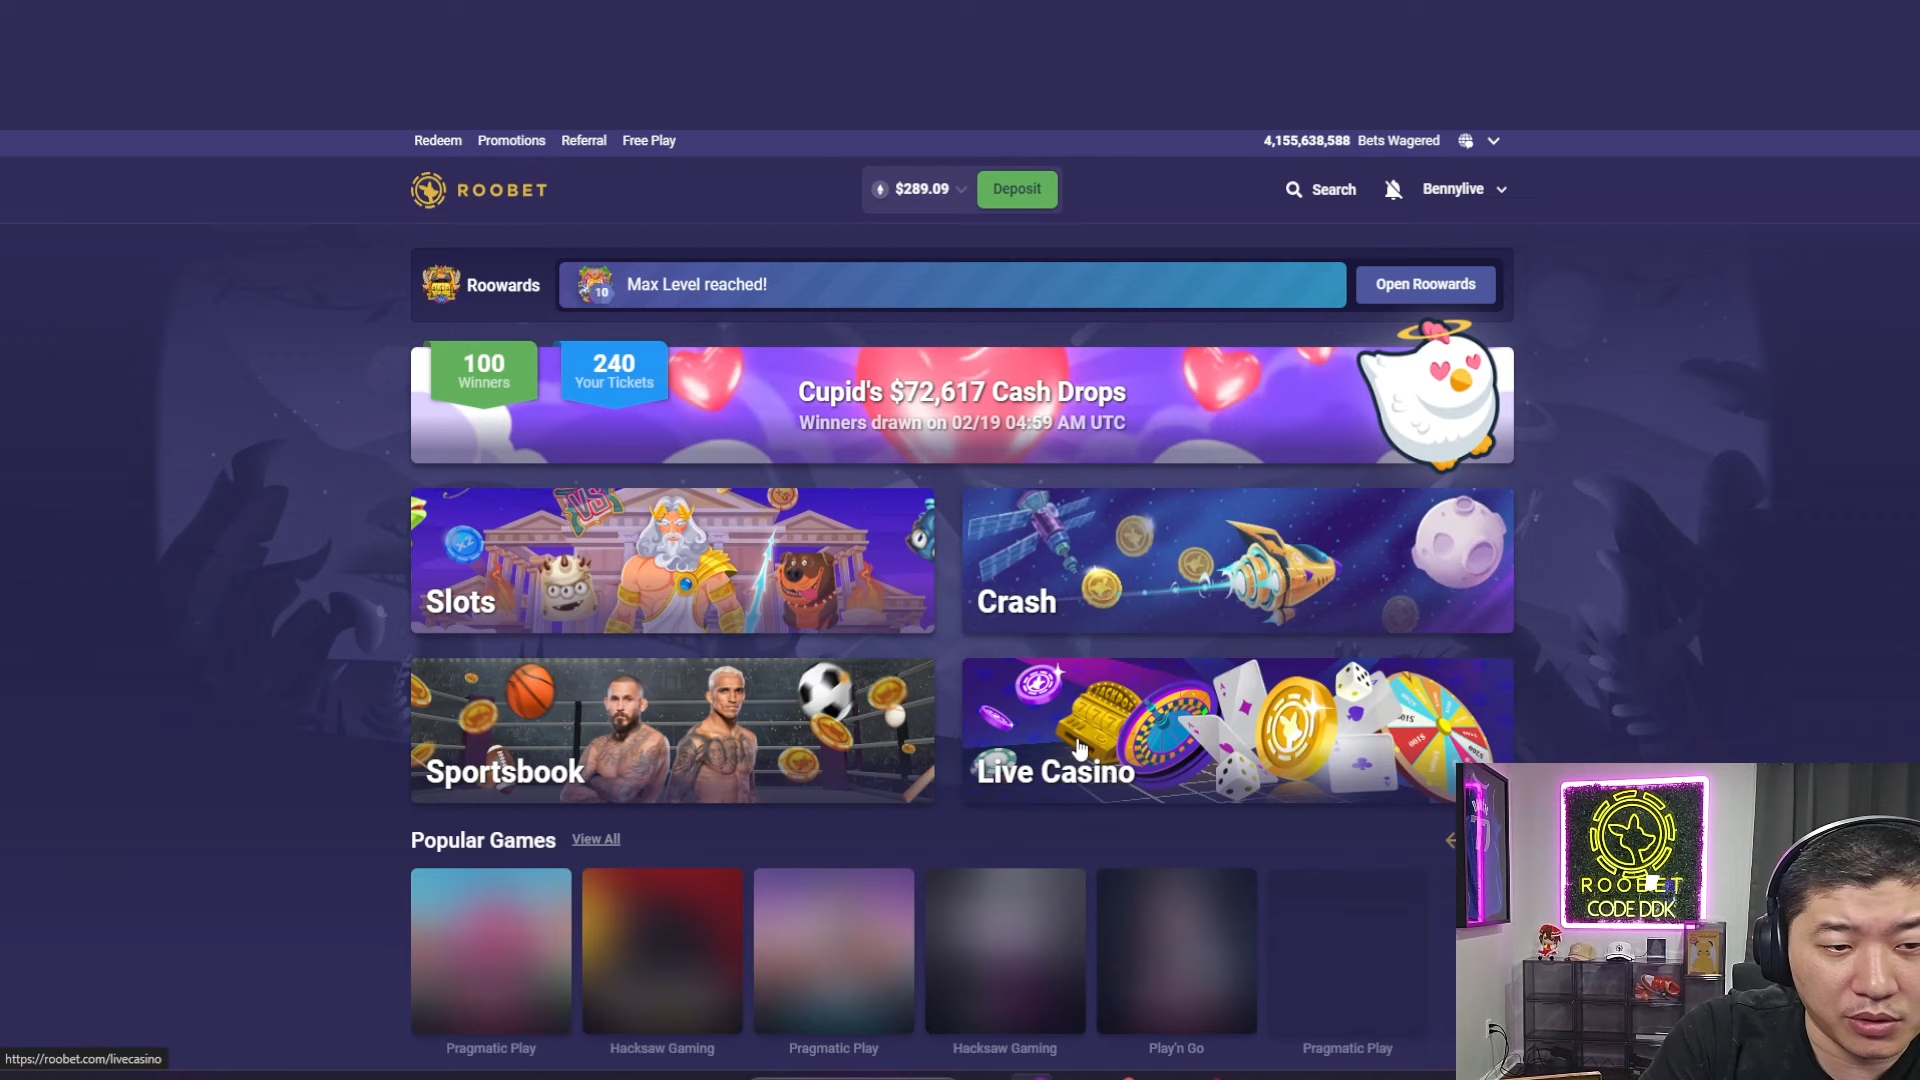 Redeem Promotions Referral Free Play
4,155,638,588 Bets Wagered
ROOBET
$289.09
Deposit
Search
Bennylive
Roowards
10
Max Level reached!
Open Roowards
100
Winners
240
Your Tickets
Cupid's $72,617 Cash Drops
Winners drawn on 02/19 04:59 AM UTC
VS
X2
Slots
Crash
Sportsbook
Live Casino
Popular Games View All
ROOBET
CODE DDK
Pragmatic Play
Hacksaw Gaming
Pragmatic Play
Hacksaw Gaming
Play'n Go
Pragmatic Play
https://roobet.com/livecasino